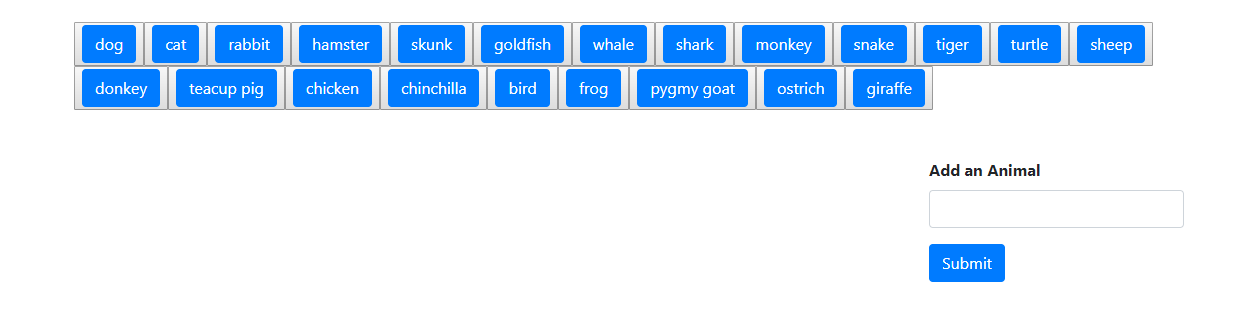 dog cat rabbit hamster skunk goldfish whale shark monkey snake tiger turtle sheep
donkey teacup pig chicken chinchilla bird frog pygmy goat ostrich giraffe
Add an Animal
Submit